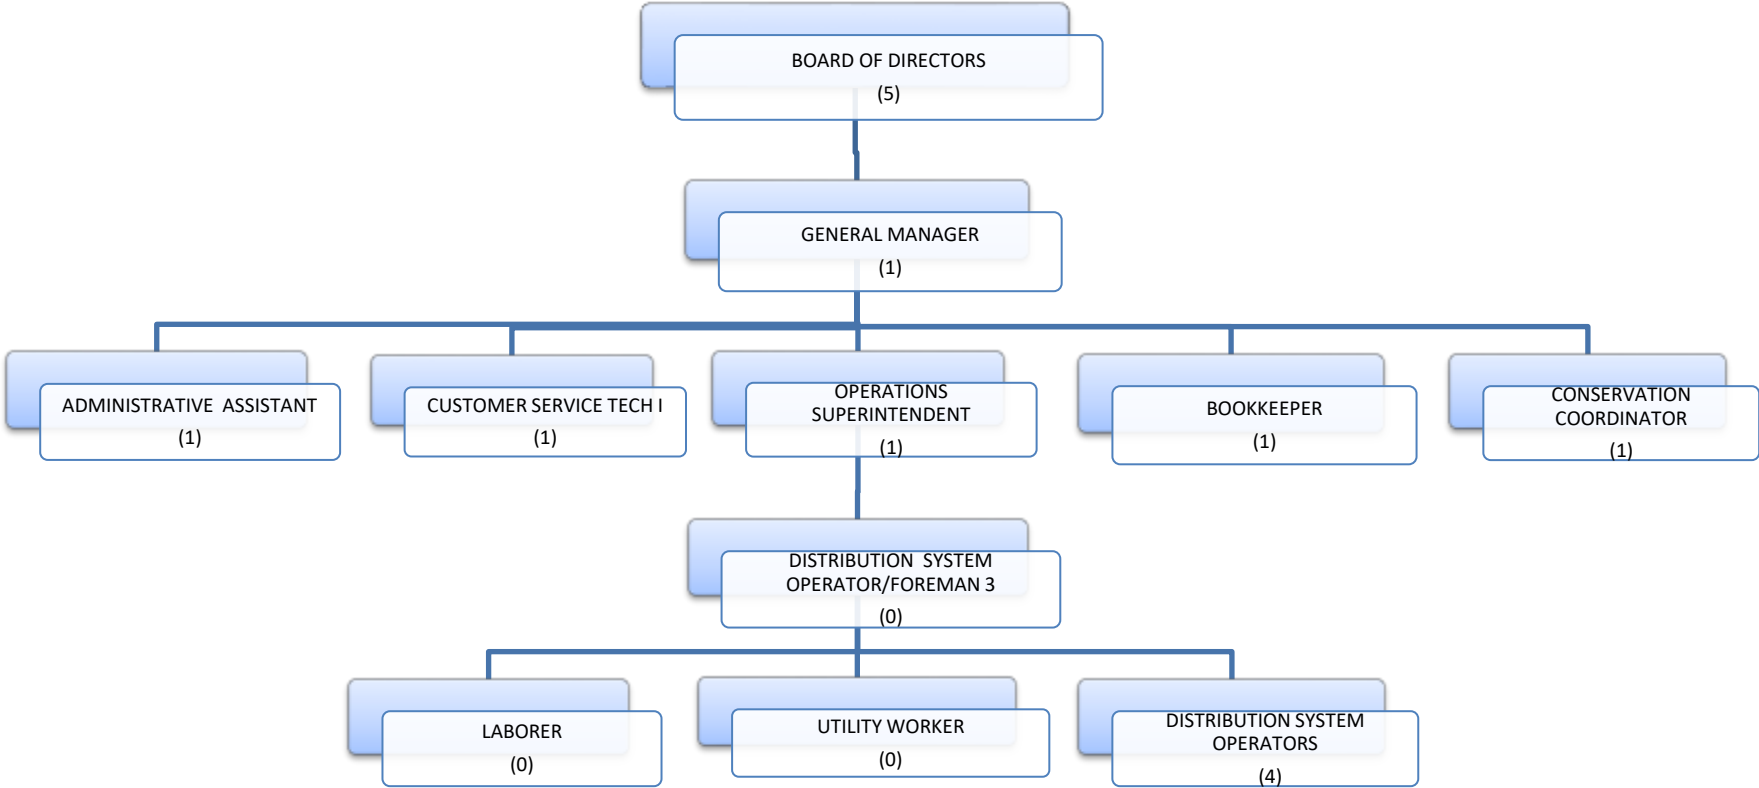 BOARD OF DIRECTORS
(5)
GENERAL MANAGER
(1)
ADMINISTRATIVE ASSISTANT
(1)
CUSTOMER SERVICE TECH I
(1)
OPERATIONS
SUPERINTENDENT
(1)
BOOKKEEPER
(1)
CONSERVATION
COORDINATOR
(1)
DISTRIBUTION SYSTEM
OPERATOR/FOREMAN 3
(0)
LABORER
(0)
UTILITY WORKER
(0)
DISTRIBUTION SYSTEM
OPERATORS
(4)